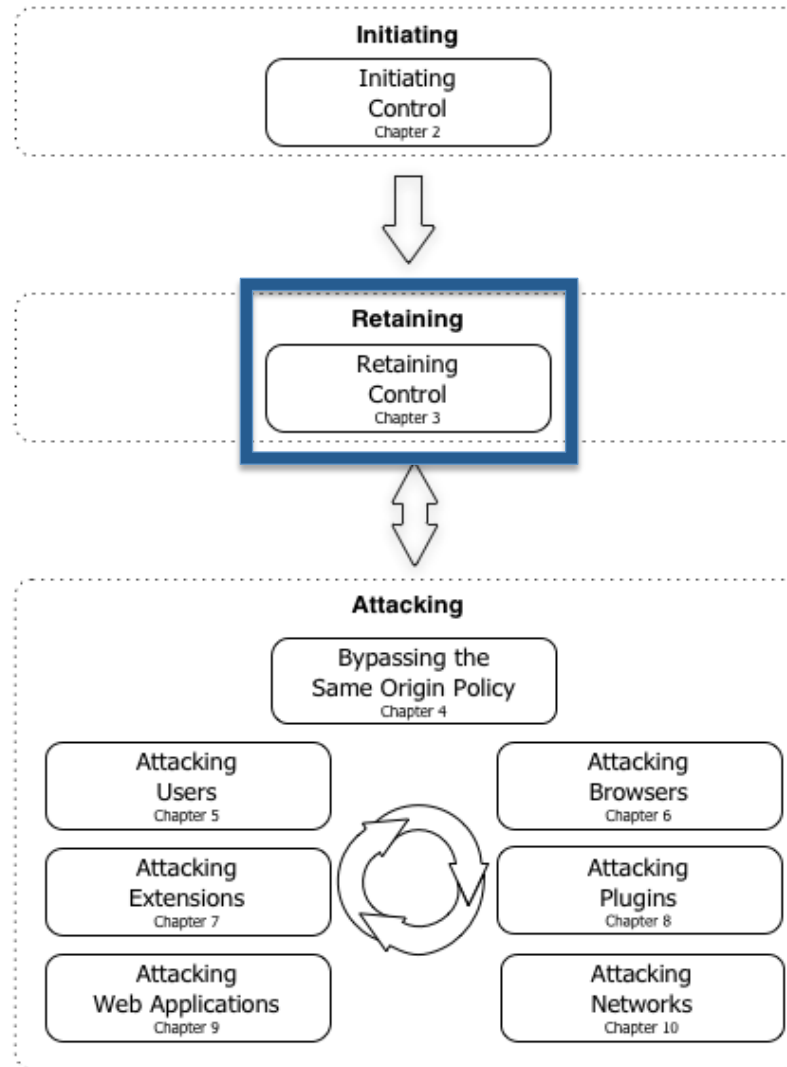 Initiating
Initiating
Control
Chapter 2
Retaining
Retaining
Control
Chapter 3
Attacking
Bypassing the
Same Origin Policy
Chapter 4
Attacking
Users
Chapter 5
Attacking
Browsers
Chapter 6
Attacking
Extensions
Chapter 7
Attacking
Plugins
Chapter 8
Attacking
Web Applications
Chapter 9
Attacking
Networks
Chapter 10